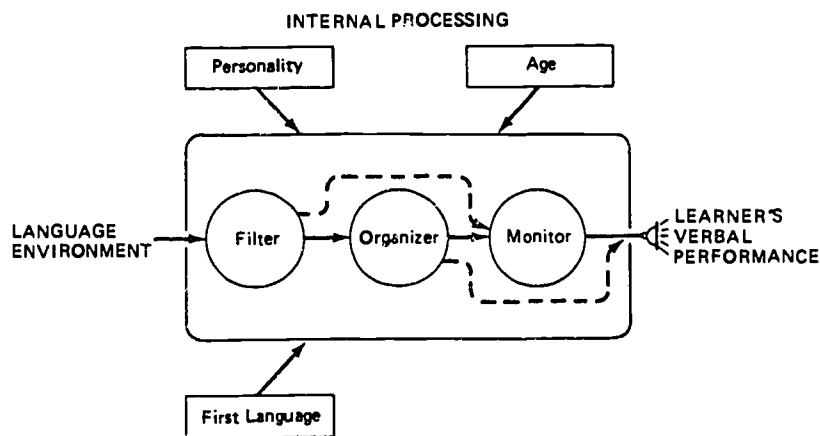 INTERNAL PROCESSING
Personality
Age
LANGUAGE
ENVIRONMENT
Filter
Organizer
Monitor
LEARNER'S
VERBAL
PERFORMANCE
First Language